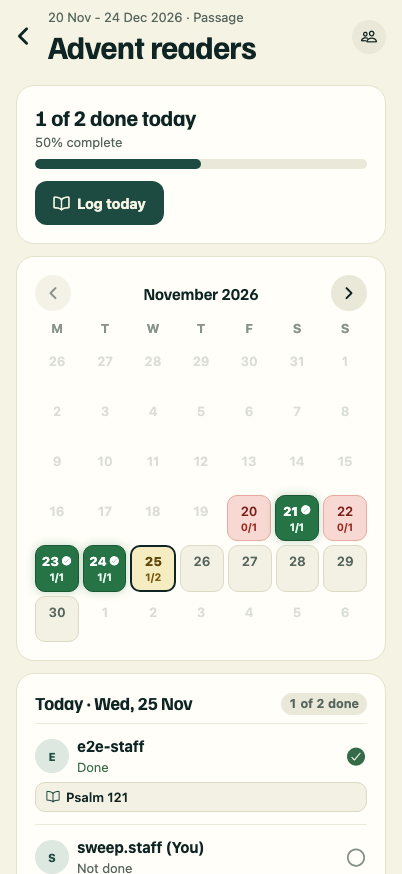 20 Nov - 24 Dec 2026 · Passage
Advent readers
1 of 2 done today
50% complete
Log today
November 2026
M T W T F S S
26 27 28 29 30 31 1
2 3 4 5 6 7 8
9 10 11 12 13 14 15
16 17 18 19 20 21 22
0/1 1/1 0/1
23 24 25 26 27 28 29
1/1 1/1 1/2
30 1 2 3 4 5 6
Today · Wed, 25 Nov 1 of 2 done
E e2e-staff
Done
Psalm 121
S sweep.staff (You)
Not done